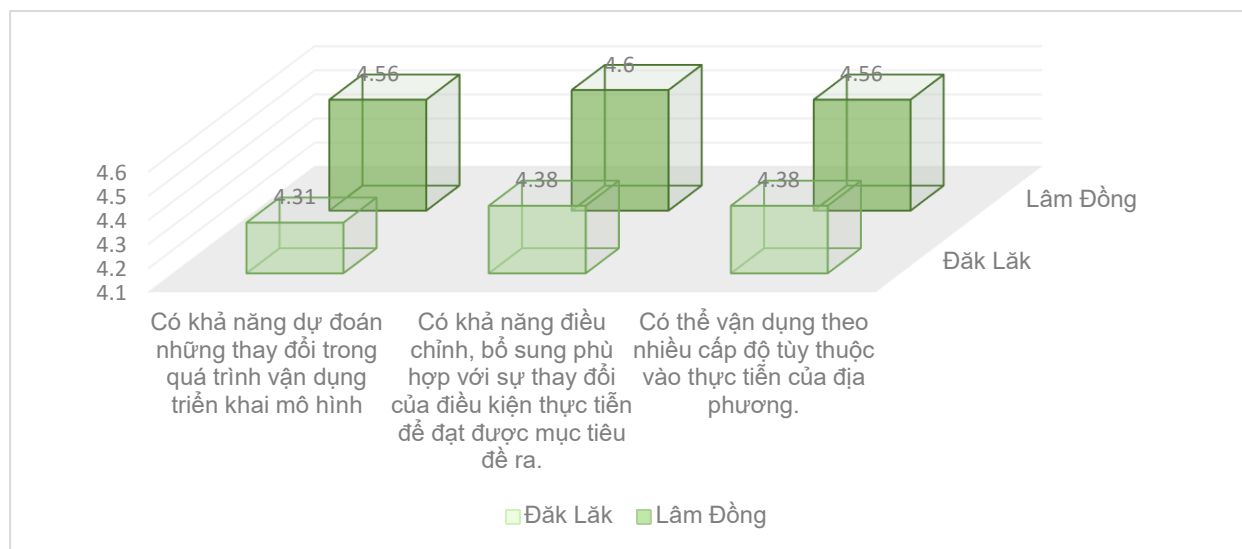 4.56
4.6
4.56
4.31
4.38
4.38
4.6
4.5
4.4
4.3
4.2
4.1
Lâm Đồng
Đăk Lăk
Có khả năng dự đoán
những thay đổi trong
quá trình vận dụng
triển khai mô hình
Có khả năng điều
chỉnh, bổ sung phù
hợp với sự thay đổi
của điều kiện thực tiễn
để đạt được mục tiêu
đề ra.
Có thể vận dụng theo
nhiều cấp độ tùy thuộc
vào thực tiễn của địa
phương.
Đăk Lăk
Lâm Đồng